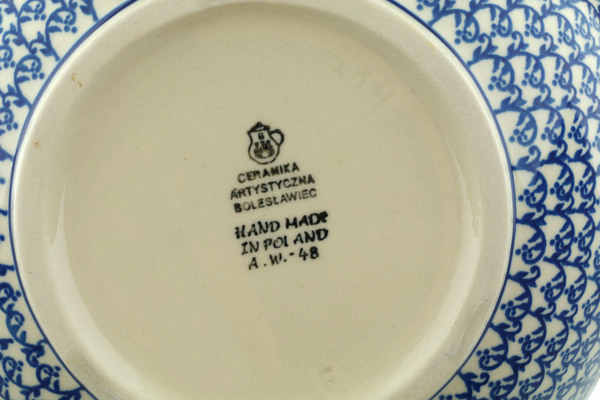 CERAMIKA
ARTYSTYCZNA
BOLESŁAWIEC
HAND MADE
IN POLAND
A.W.-48